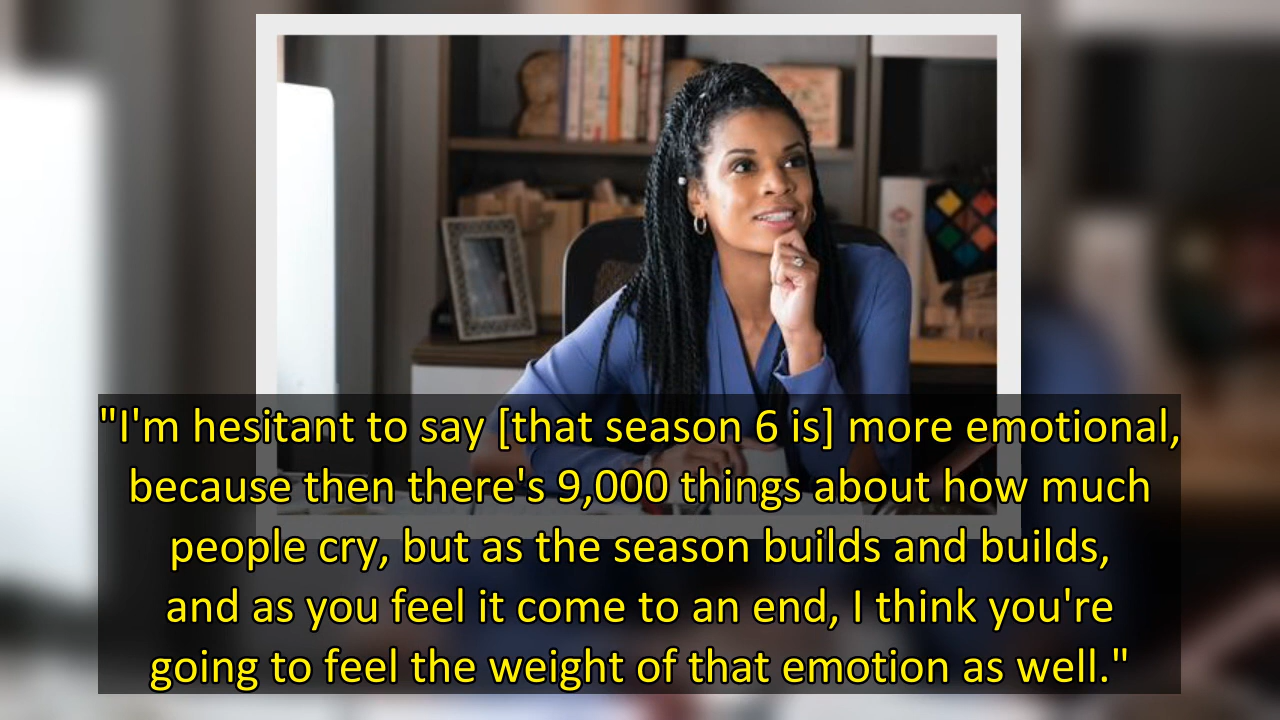 "I'm hesitant to say [that season 6 is] more emotional,
because then there's 9,000 things about how much
people cry, but as the season builds and builds,
and as you feel it come to an end, I think you're
going to feel the weight of that emotion as well."